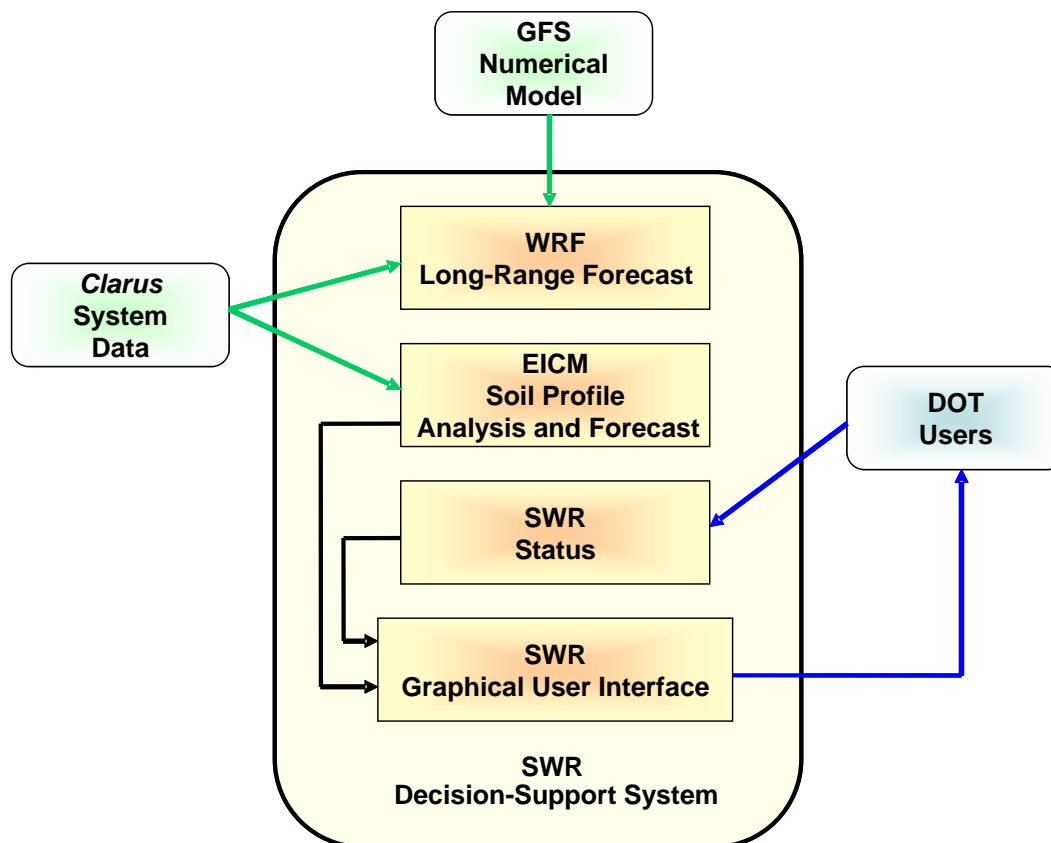 GFS
Numerical
Model
WRF
Long-Range Forecast
Clarus
System
Data
EICM
Soil Profile
Analysis and Forecast
DOT
Users
SWR
Status
SWR
Graphical User Interface
SWR
Decision-Support System